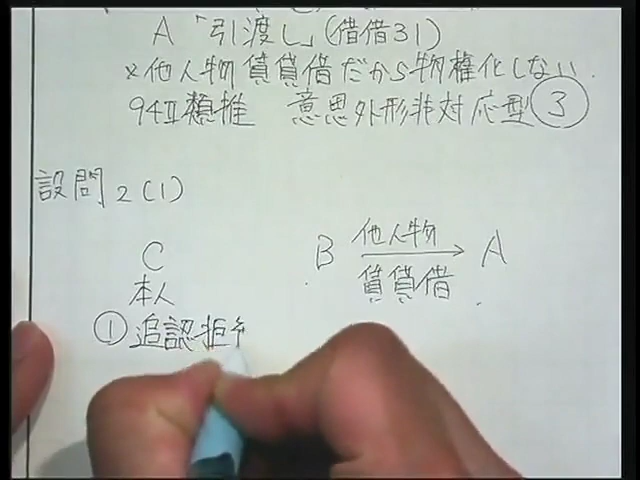 A「引渡し」(借借31)
×他人物賃貸借だから物権化しない.
94Ⅱ類推 意思外形非対応型③
設問2(1)
C
本人
B 他人物 → A
賃貸借
①追認拒